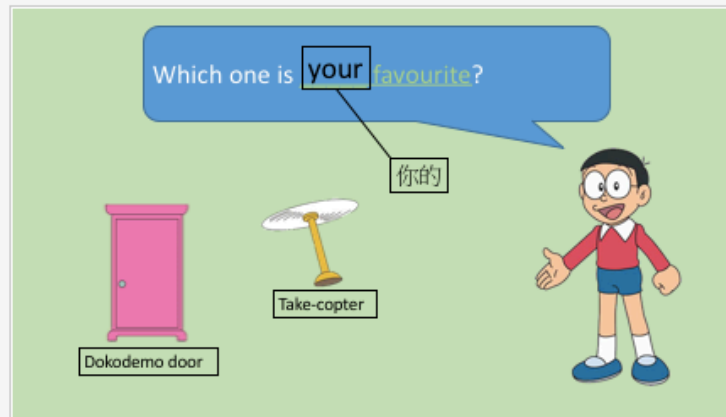 Which one is your favourite?
你的
Take-copter
Dokodemo door